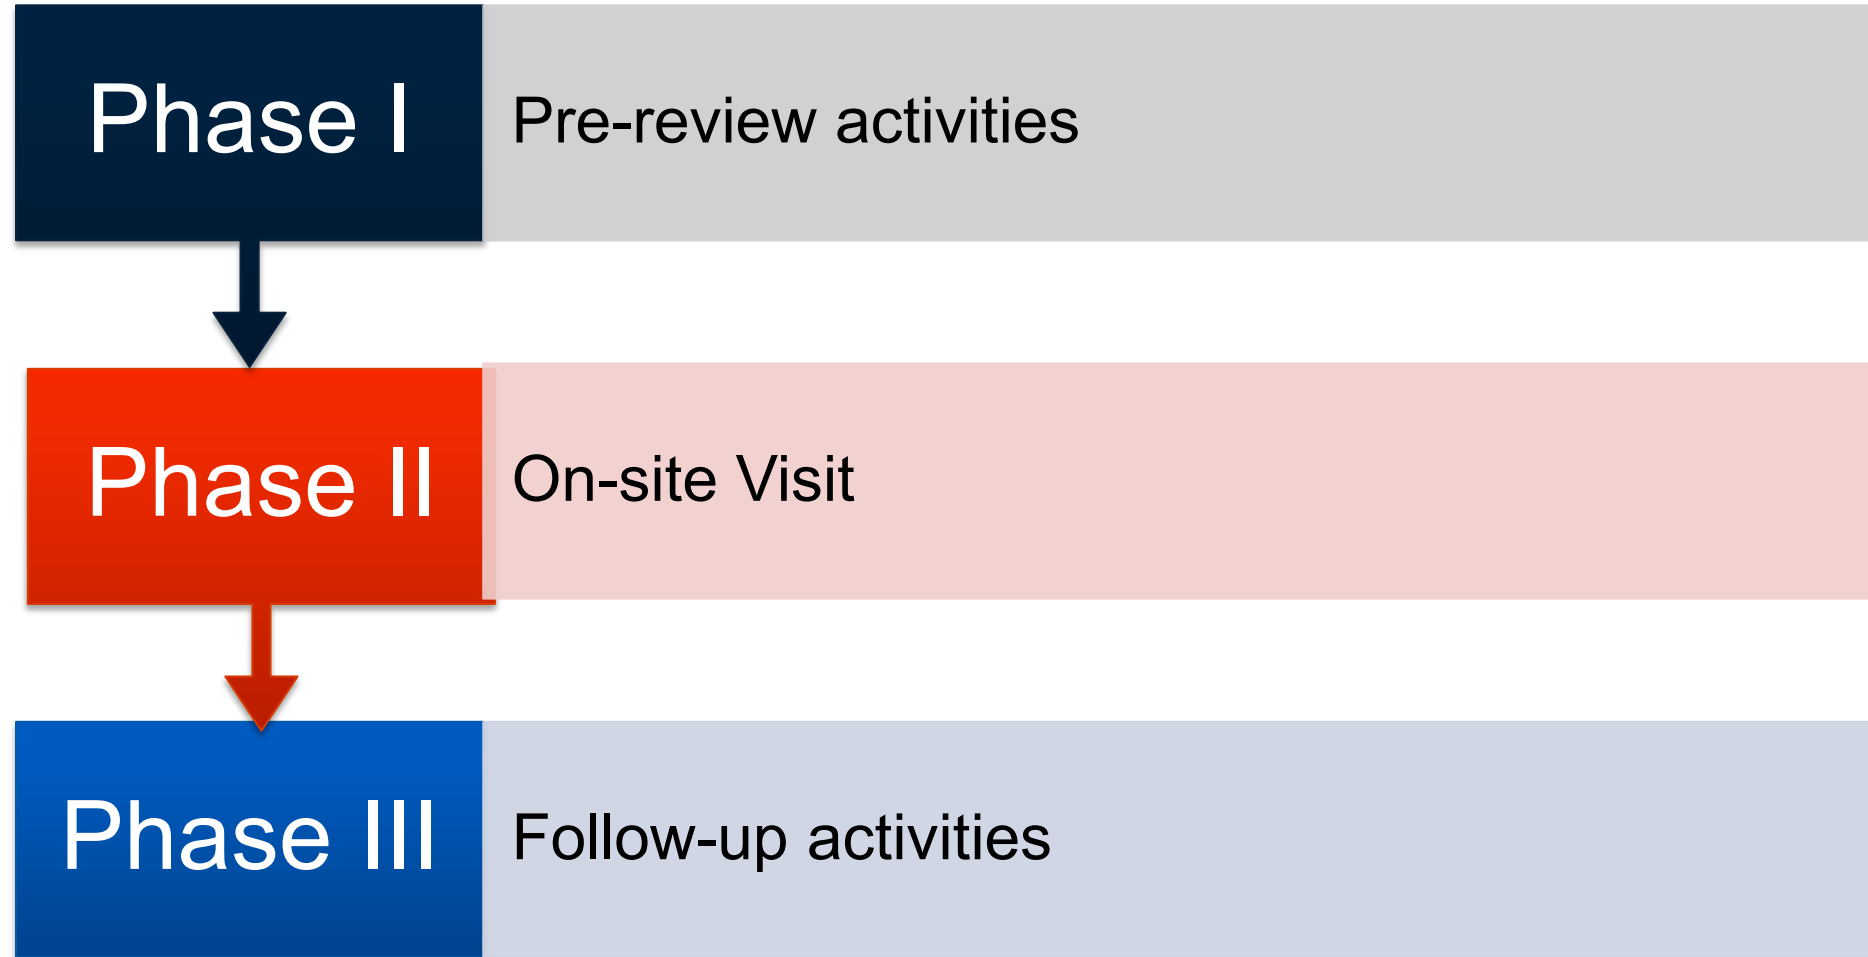 Phase I
Pre-review activities
Phase II
On-site Visit
Phase III
Follow-up activities